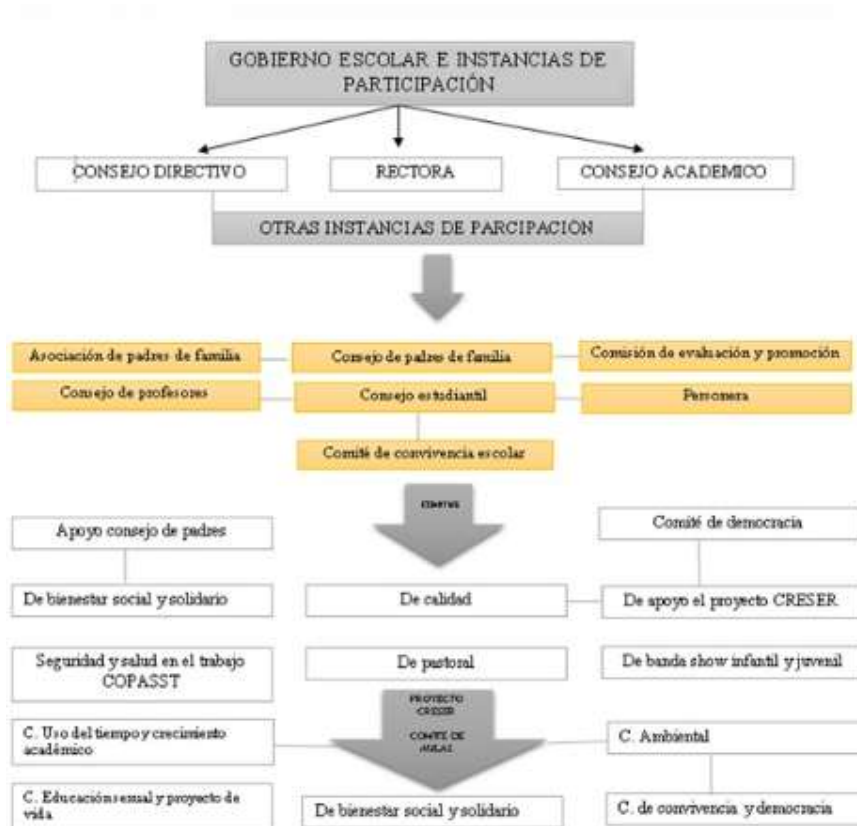 GOBIERNO ESCOLAR E INSTANCIAS DE
PARTICIPACIÓN
CONSEJO DIRECTIVO
RECTORA
CONSEJO ACADEMICO
OTRAS INSTANCIAS DE PARCIPACIÓN
Asociación de padres de familia
Consejo de padres de familia
Comisión de evaluación y promoción
Consejo de profesores
Consejo estudiantil
Personera
Comité de convivencia escolar
Apoyo consejo de padres
Comité de democracia
De bienestar social y solidario
De calidad
De apoyo el proyecto CRESER
Seguridad y salud en el trabajo
COPASST
De pastoral
De banda show infantil y juvenil
PROYECTO
CRESER
COMITÉ DE
AULAS
C. Uso del tiempo y crecimiento
académico
C. Ambiental
C. Educación sexual y proyecto de
vida
De bienestar social y solidario
C. de convivencia y democracia